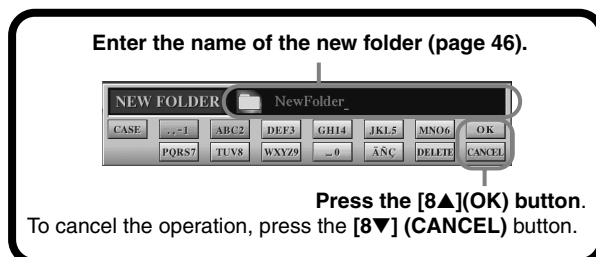 Enter the name of the new folder (page 46).
NEW FOLDER NewFolder_
CASE .,-1 ABC2 DEF3 GHI4 JKL5 MNO6 OK
PQRS7 TUV8 WXYZ9 _0 ÄÑÇ DELETE CANCEL
Press the [8▲](OK) button.
To cancel the operation, press the [8▼] (CANCEL) button.